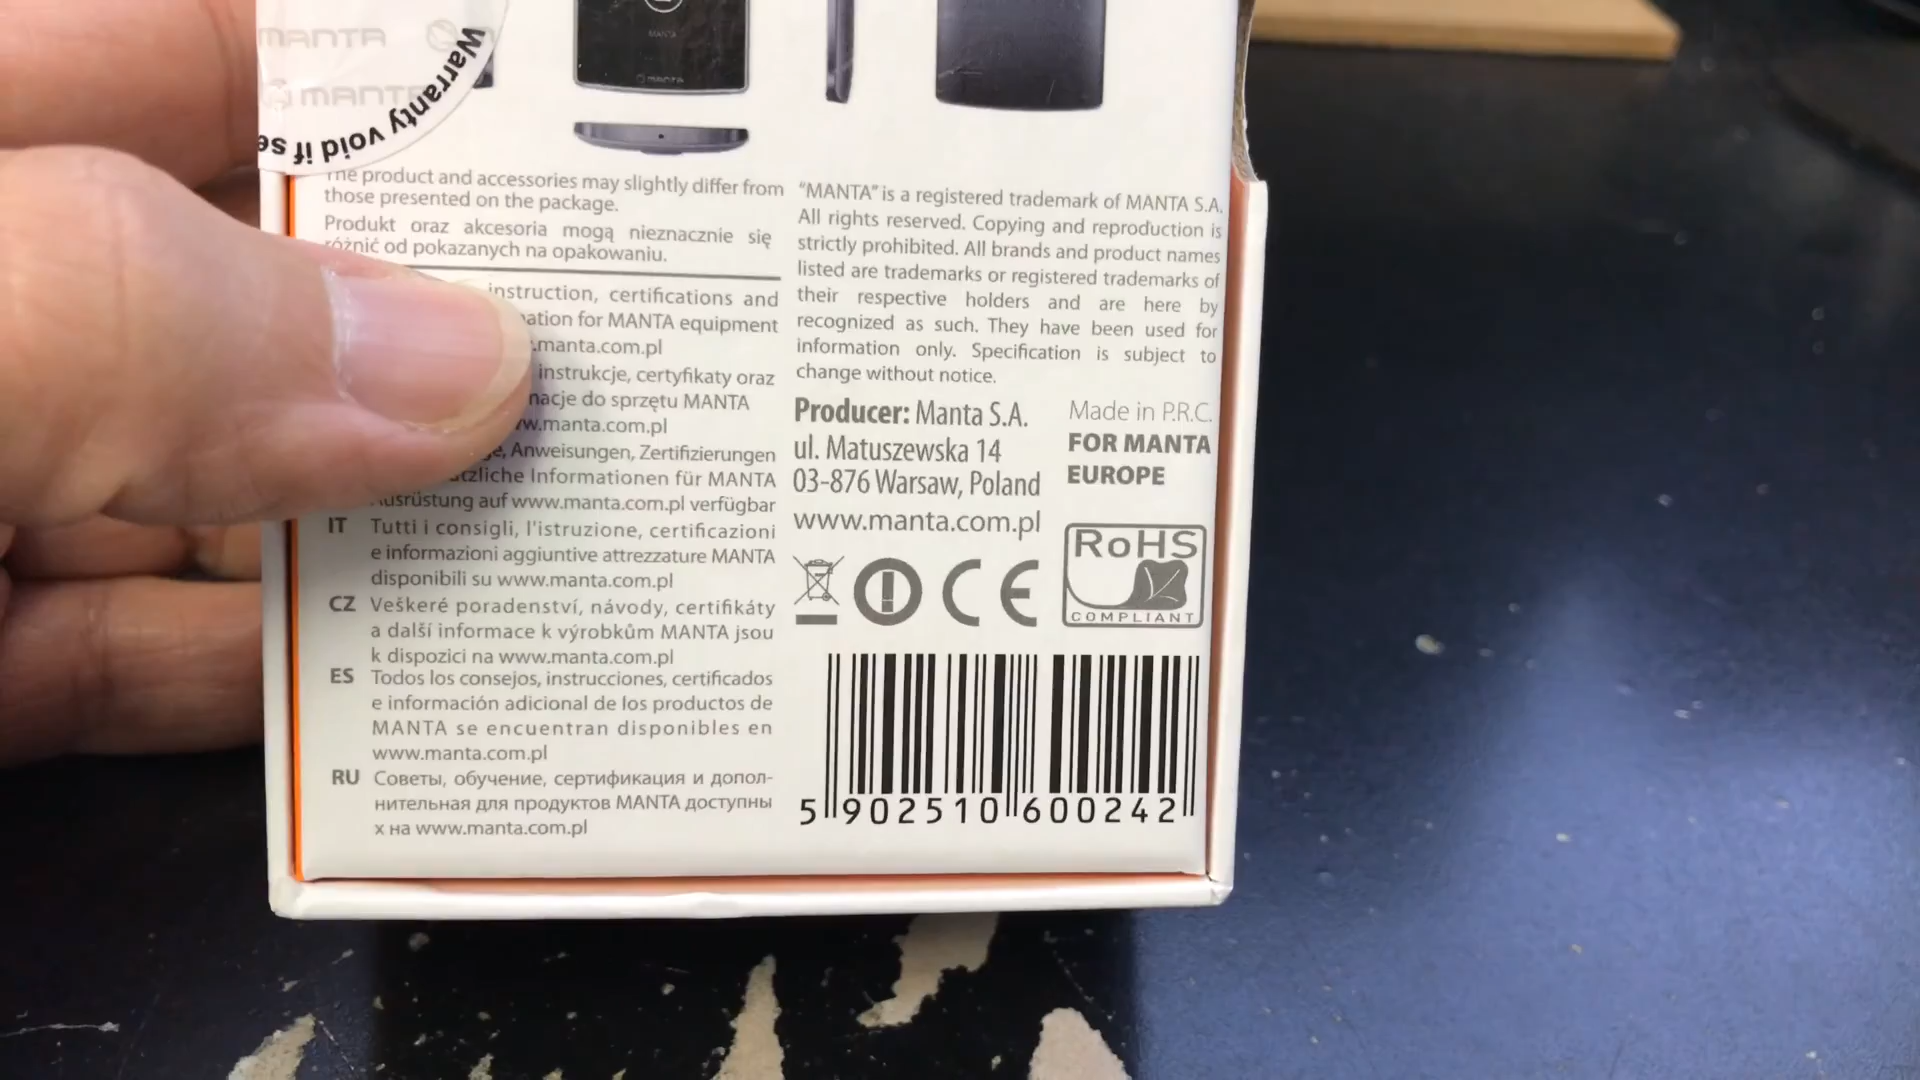 MANTA
MANTA
Warranty void if se
MANTA
manta
The product and accessories may slightly differ from
those presented on the package.
Produkt oraz akcesoria mogą nieznacznie się
różnić od pokazanych na opakowaniu.
instruction, certifications and
for MANTA equipment
.manta.com.pl
instrukcje, certyfikaty oraz
do sprzętu MANTA
.manta.com.pl
Anweisungen, Zertifizierungen
Informationen für MANTA
Ausrüstung auf www.manta.com.pl verfügbar
IT Tutti i consigli, l'istruzione, certificazioni
e informazioni aggiuntive attrezzature MANTA
disponibili su www.manta.com.pl
CZ Veškeré poradenství, návody, certifikáty
a další informace k výrobkům MANTA jsou
k dispozici na www.manta.com.pl
ES Todos los consejos, instrucciones, certificados
e información adicional de los productos de
MANTA se encuentran disponibles en
www.manta.com.pl
RU Советы, обучение, сертификация и допол-
нительная для продуктов MANTA доступны
х на www.manta.com.pl
“MANTA” is a registered trademark of MANTA S.A.
All rights reserved. Copying and reproduction is
strictly prohibited. All brands and product names
listed are trademarks or registered trademarks of
their respective holders and are here by
recognized as such. They have been used for
information only. Specification is subject to
change without notice.
Producer: Manta S.A.
ul. Matuszewska 14
03-876 Warsaw, Poland
www.manta.com.pl
Made in P.R.C.
FOR MANTA
EUROPE
CE
RoHS
COMPLIANT
5 902510 600242